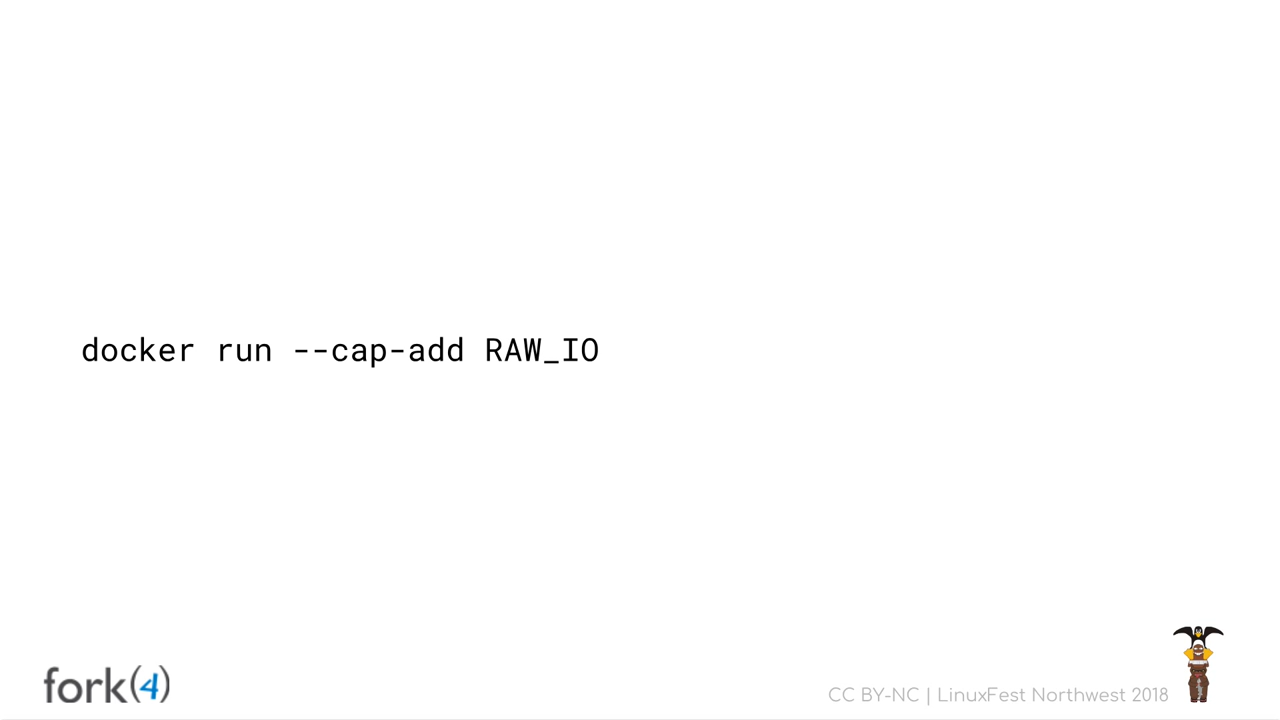 docker run --cap-add RAW_IO
fork(4)
CC BY-NC | LinuxFest Northwest 2018